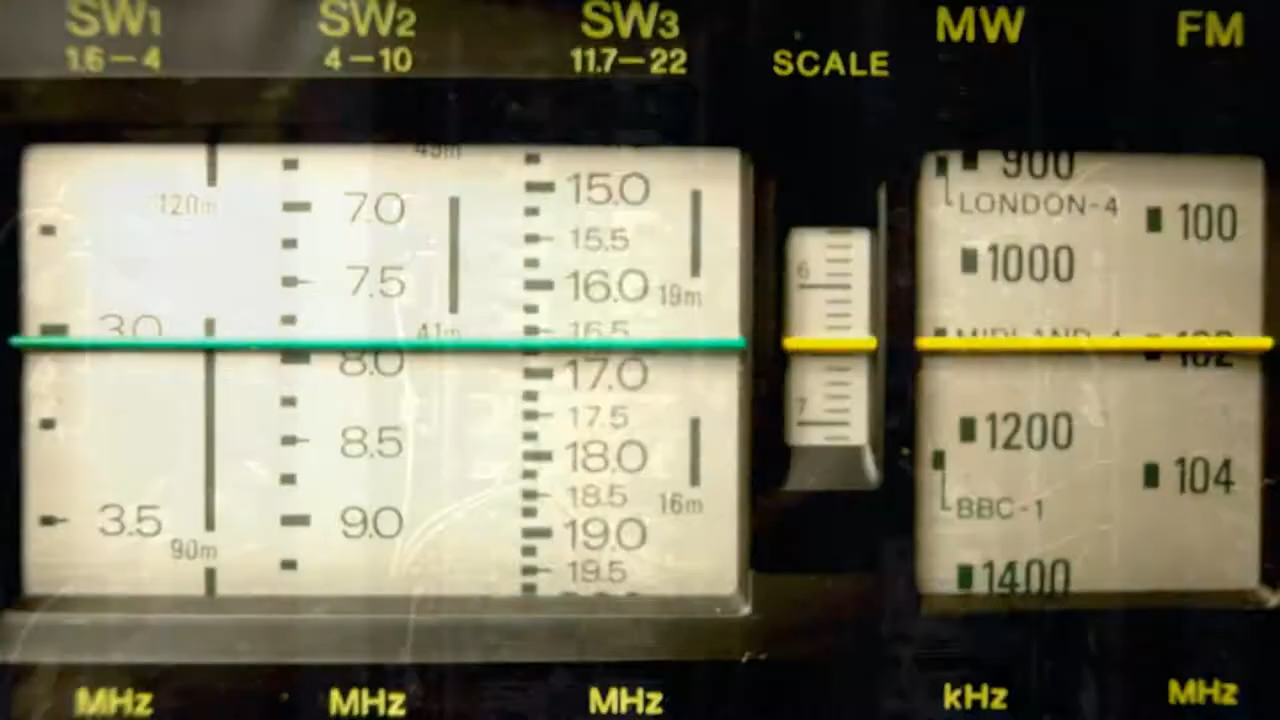 SW1 SW2 SW3 MW FM
1.6—4 4—10 11.7—22 SCALE
45m 900
120m 7.0 15.0 LONDON-4 100
15.5
7.5 16.0 19m 6 1000
3.0 41m 16.5 MIDLAND-4 102
8.0 17.0
7
17.5 1200
8.5 18.0
18.5 16m 104
3.5 9.0 19.0 BBC-1
90m 19.5 1400
MHz MHz MHz kHz MHz